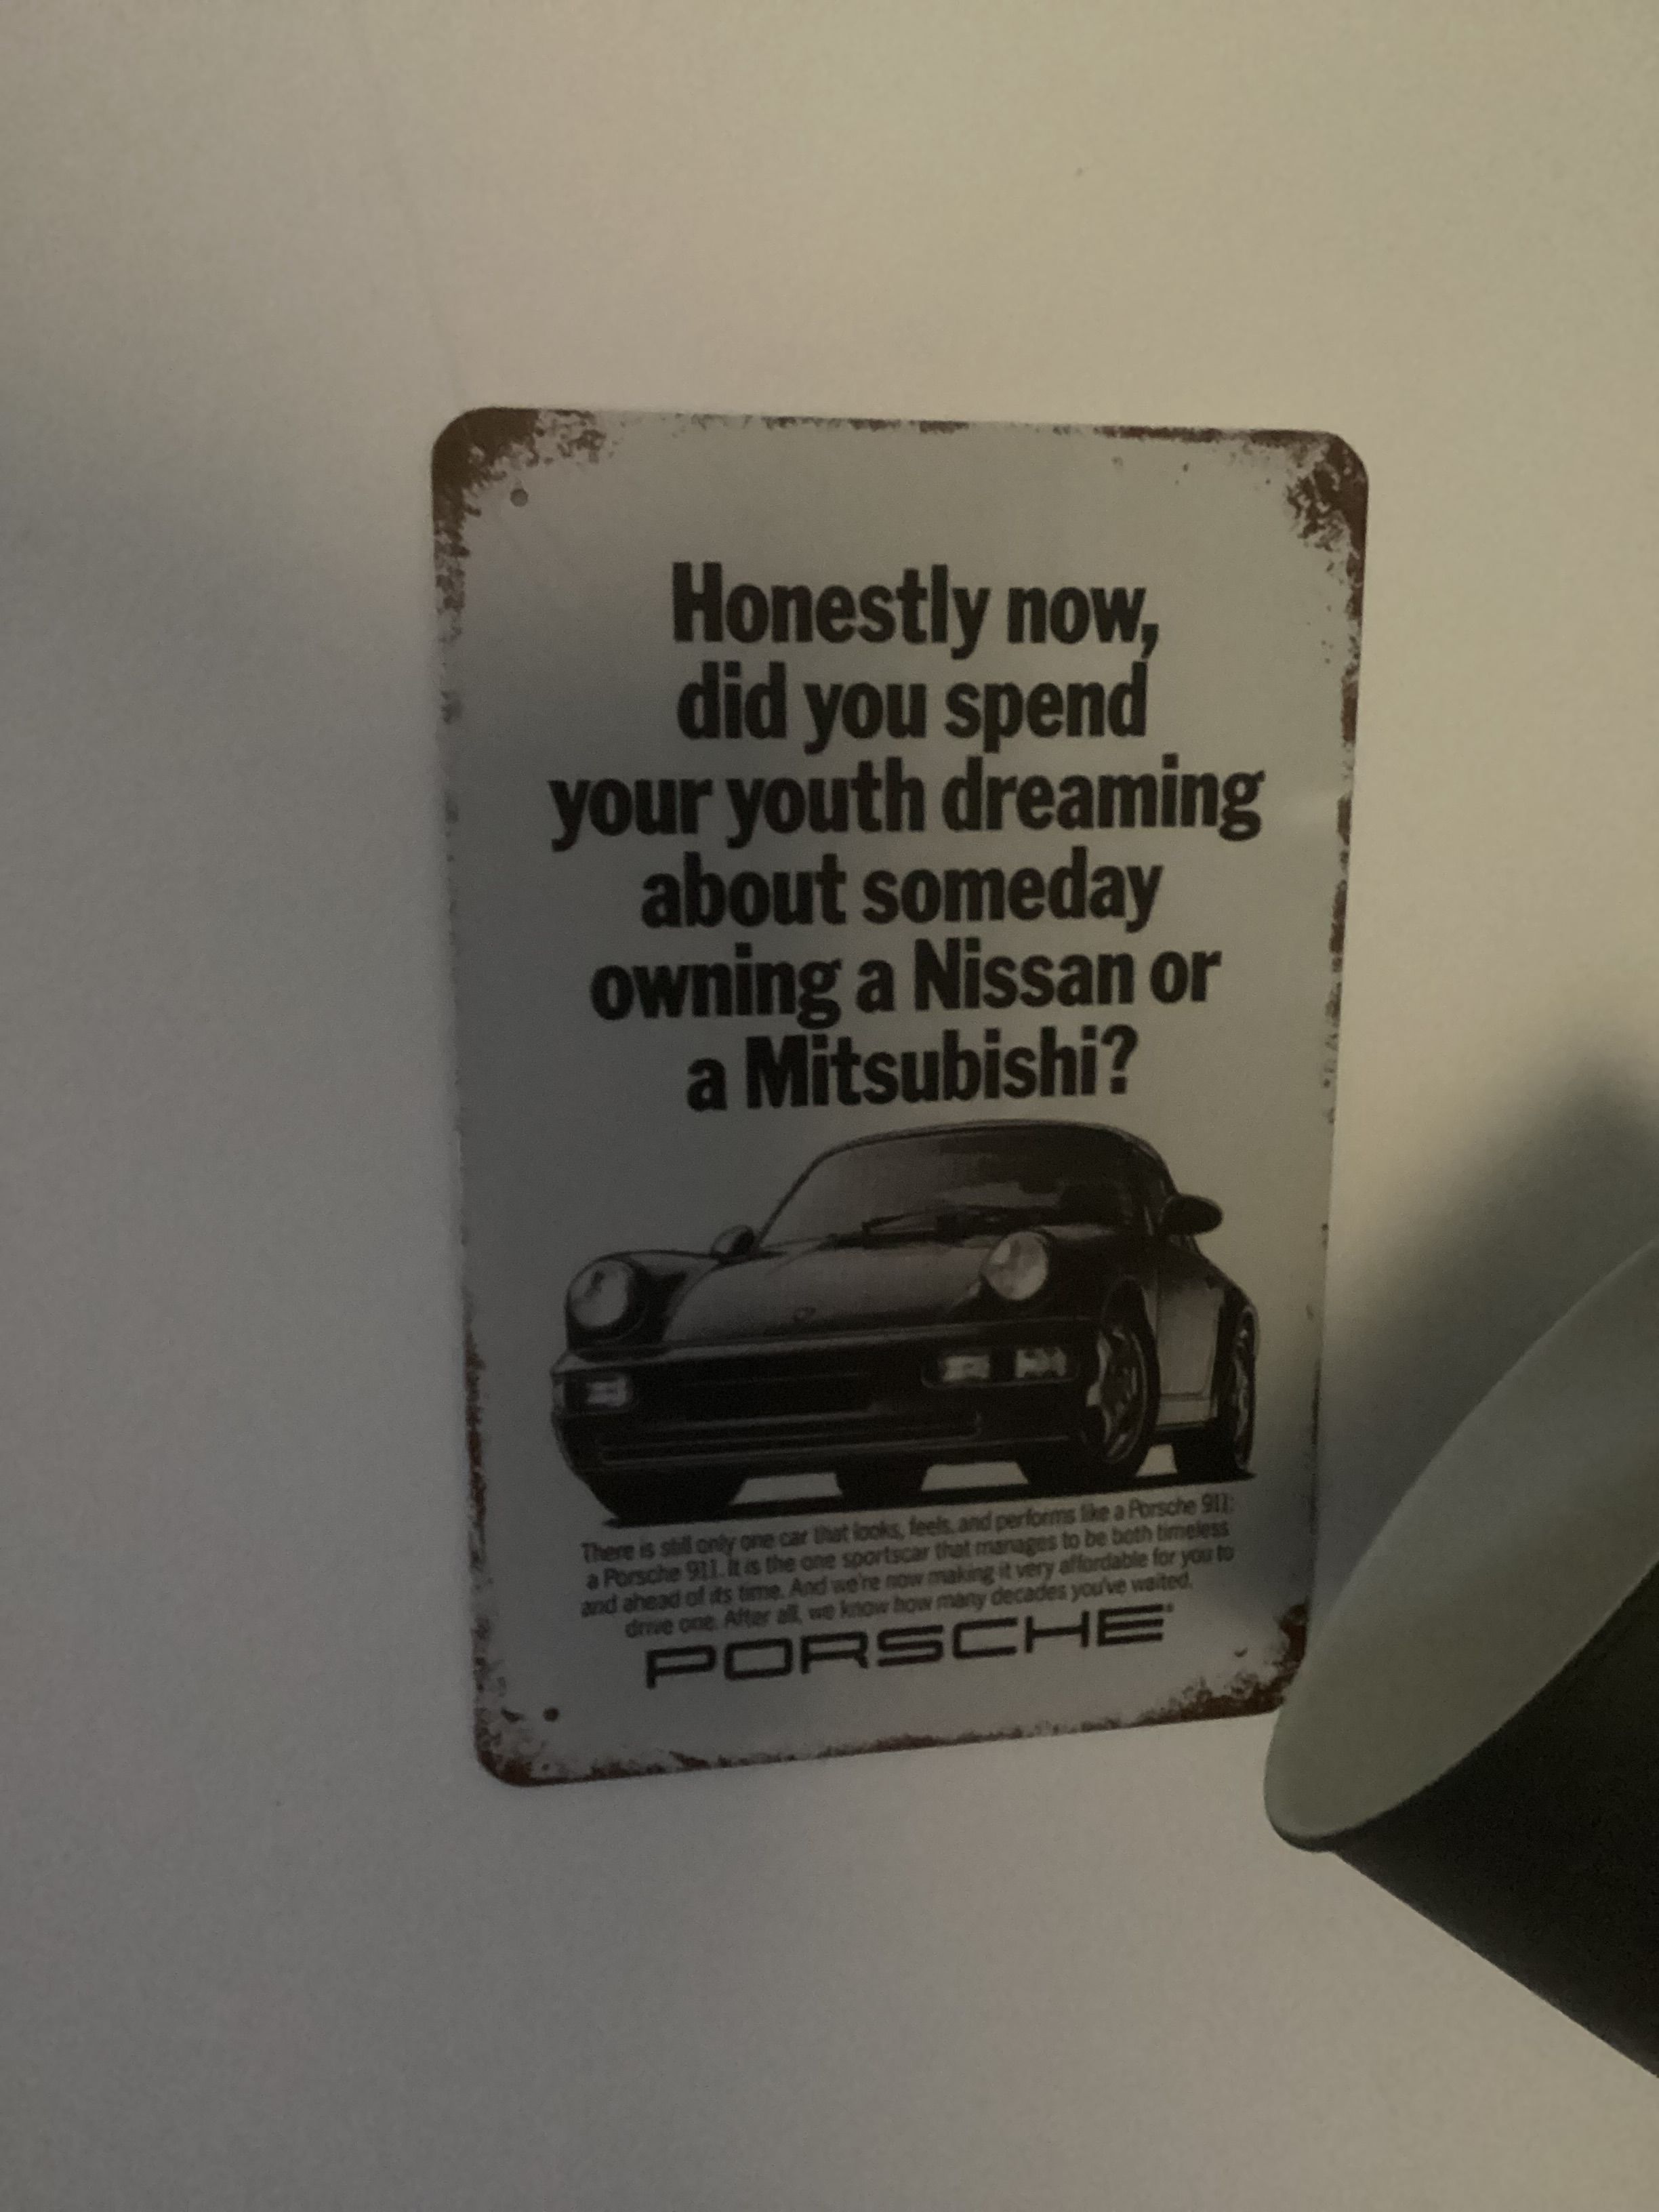 Honestly now,
did you spend
your youth dreaming
about someday
owning a Nissan or
a Mitsubishi?
There is still only one car that looks, feels, and performs like a Porsche 911:
a Porsche 911. It is the one sportscar that manages to be both timeless
and ahead of its time. And we're now making it very affordable for you to
drive one. After all, we know how many decades you've waited.
PORSCHE